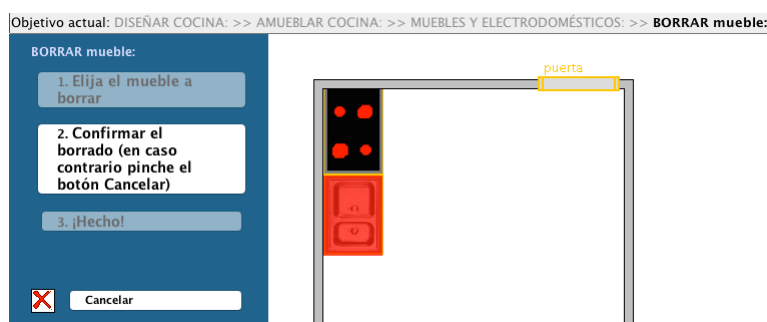 Objetivo actual: DISEÑAR COCINA: >> AMUEBLAR COCINA: >> MUEBLES Y ELECTRODOMÉSTICOS: >> BORRAR mueble:
BORRAR mueble:
1. Elija el mueble a
borrar
2. Confirmar el
borrado (en caso
contrario pinche el
botón Cancelar)
3. ¡Hecho!
Cancelar
puerta